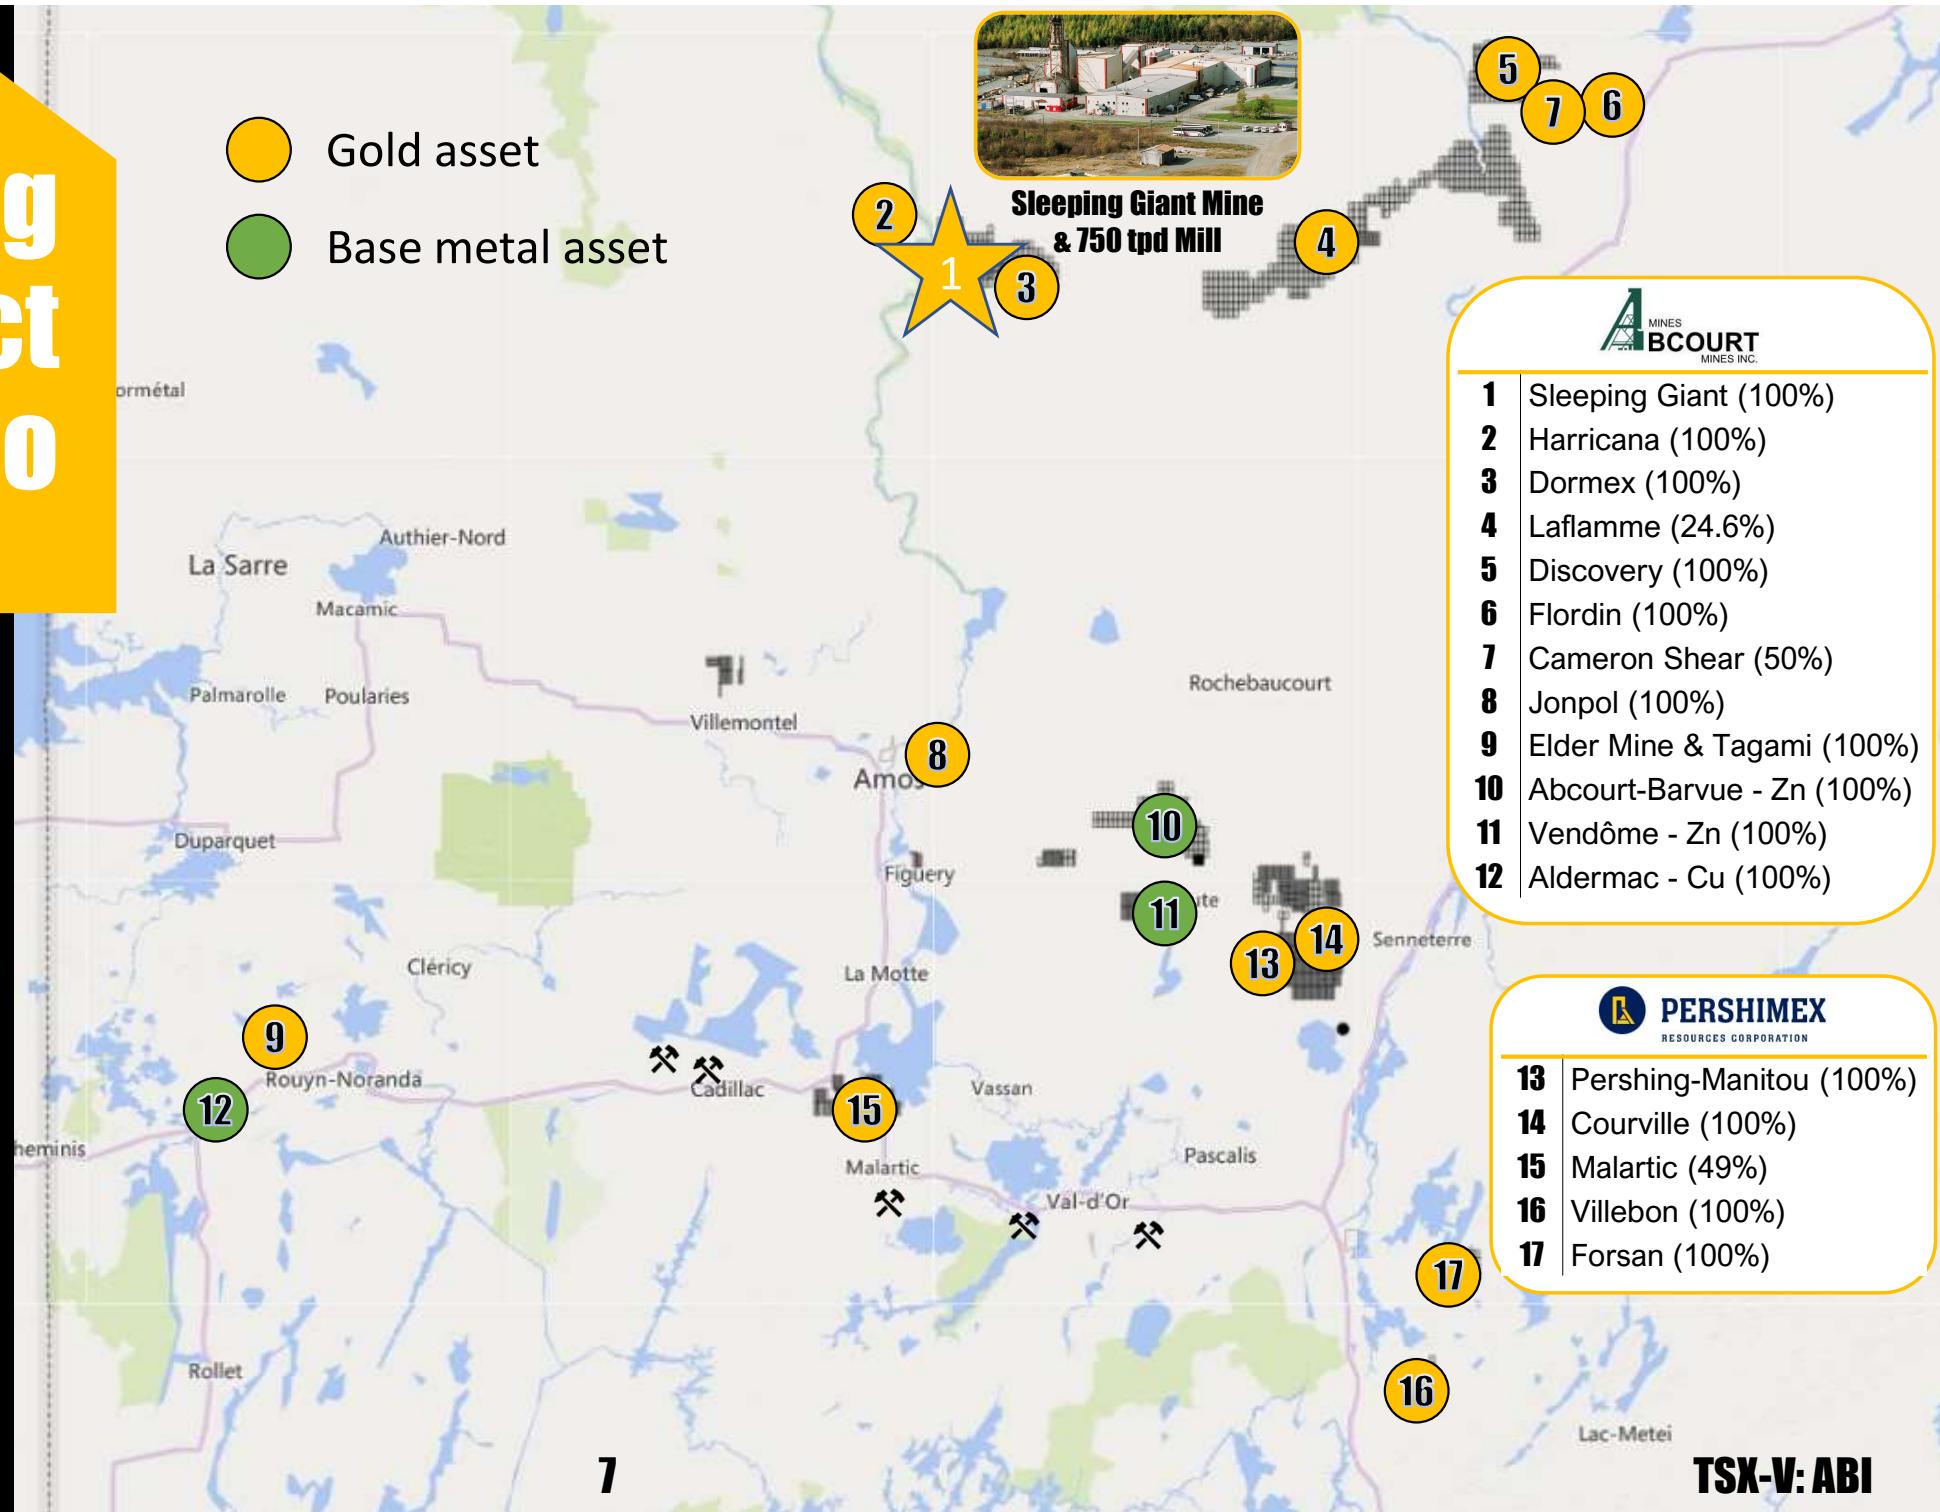 g
ct
o
Gold asset
Base metal asset
Sleeping Giant Mine
& 750 tpd Mill
5
7
6
2
1
3
4
MINES
ABCOURT
MINES INC.
1 Sleeping Giant (100%)
2 Harricana (100%)
3 Dormex (100%)
4 Laflamme (24.6%)
5 Discovery (100%)
6 Flordin (100%)
7 Cameron Shear (50%)
8 Jonpol (100%)
9 Elder Mine & Tagami (100%)
10 Abcourt-Barvue - Zn (100%)
11 Vendôme - Zn (100%)
12 Aldermac - Cu (100%)
PERSHIMEX
RESOURCES CORPORATION
13 Pershing-Manitou (100%)
14 Courville (100%)
15 Malartic (49%)
16 Villebon (100%)
17 Forsan (100%)
ormétal
Authier-Nord
La Sarre
Macamic
Palmarolle
Poularies
Villemontel
Rochebaucourt
8
Amos
Duparquet
10
Figuery
11
ute
14
13
Senneterre
Cléricy
La Motte
9
Rouyn-Noranda
Cadillac
12
15
Vassan
heminis
Malartic
Pascalis
Val-d'Or
17
Rollet
16
Lac-Metei
7
TSX-V: ABI